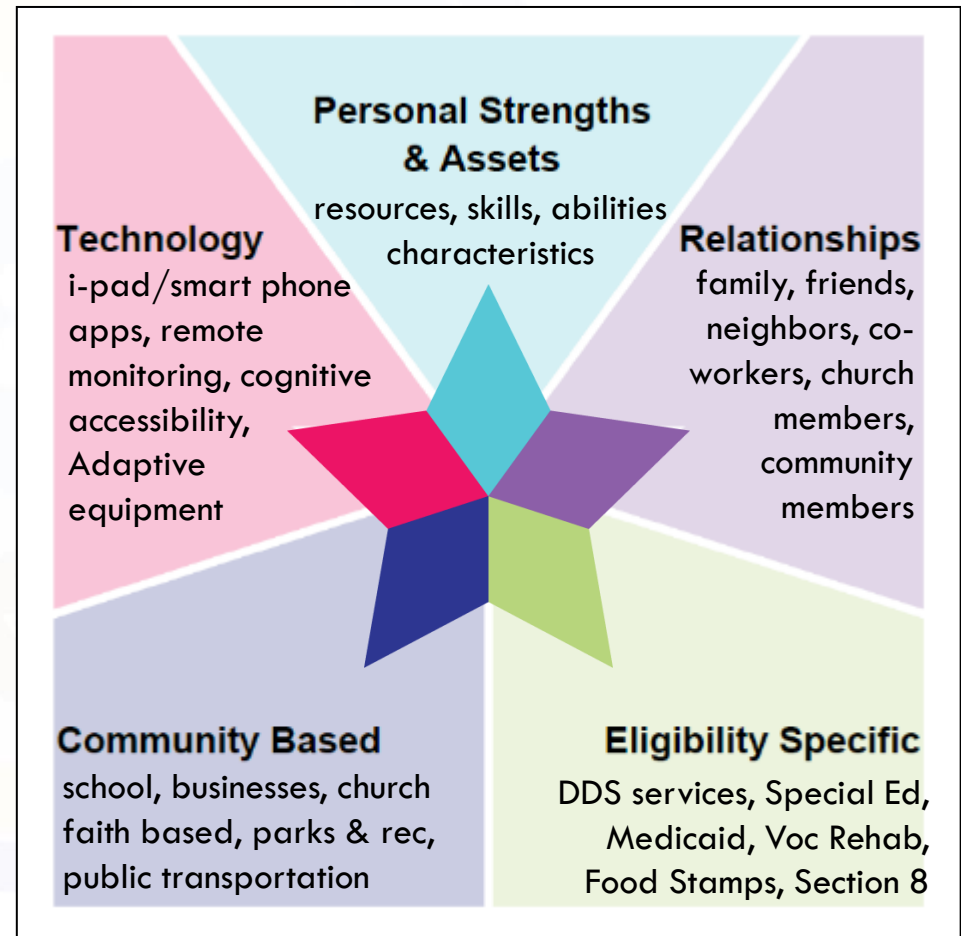 Personal Strengths
& Assets
resources, skills, abilities
characteristics
Technology
i-pad/smart phone
apps, remote
monitoring, cognitive
accessibility,
Adaptive
equipment
Relationships
family, friends,
neighbors, co-
workers, church
members,
community
members
Community Based
school, businesses, church
faith based, parks & rec,
public transportation
Eligibility Specific
DDS services, Special Ed,
Medicaid, Voc Rehab,
Food Stamps, Section 8